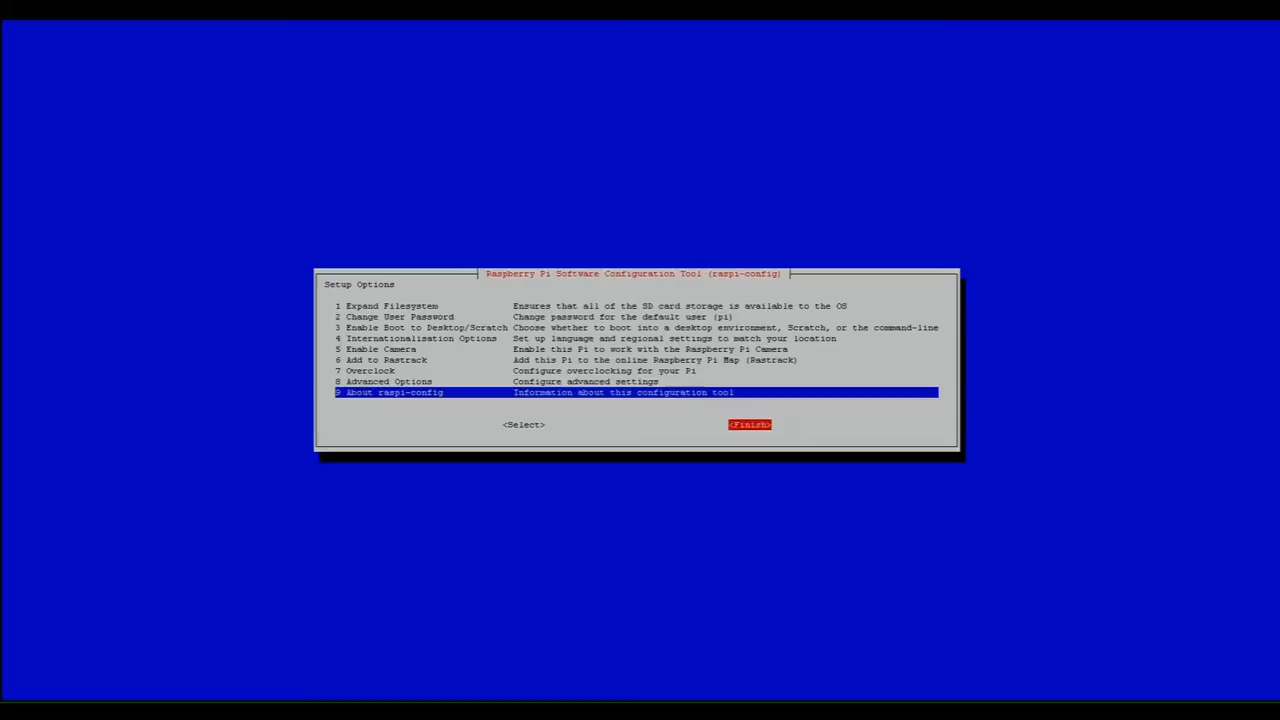 Raspberry Pi Software Configuration Tool (raspi-config)
Setup Options
1 Expand Filesystem Ensures that all of the SD card storage is available to the OS
2 Change User Password Change password for the default user (pi)
3 Enable Boot to Desktop/Scratch Choose whether to boot into a desktop environment, Scratch, or the command-line
4 Internationalisation Options Set up language and regional settings to match your location
5 Enable Camera Enable this Pi to work with the Raspberry Pi Camera
6 Add to Rastrack Add this Pi to the online Raspberry Pi Map (Rastrack)
7 Overclock Configure overclocking for your Pi
8 Advanced Options Configure advanced settings
9 About raspi-config Information about this configuration tool
<Select> <Finish>